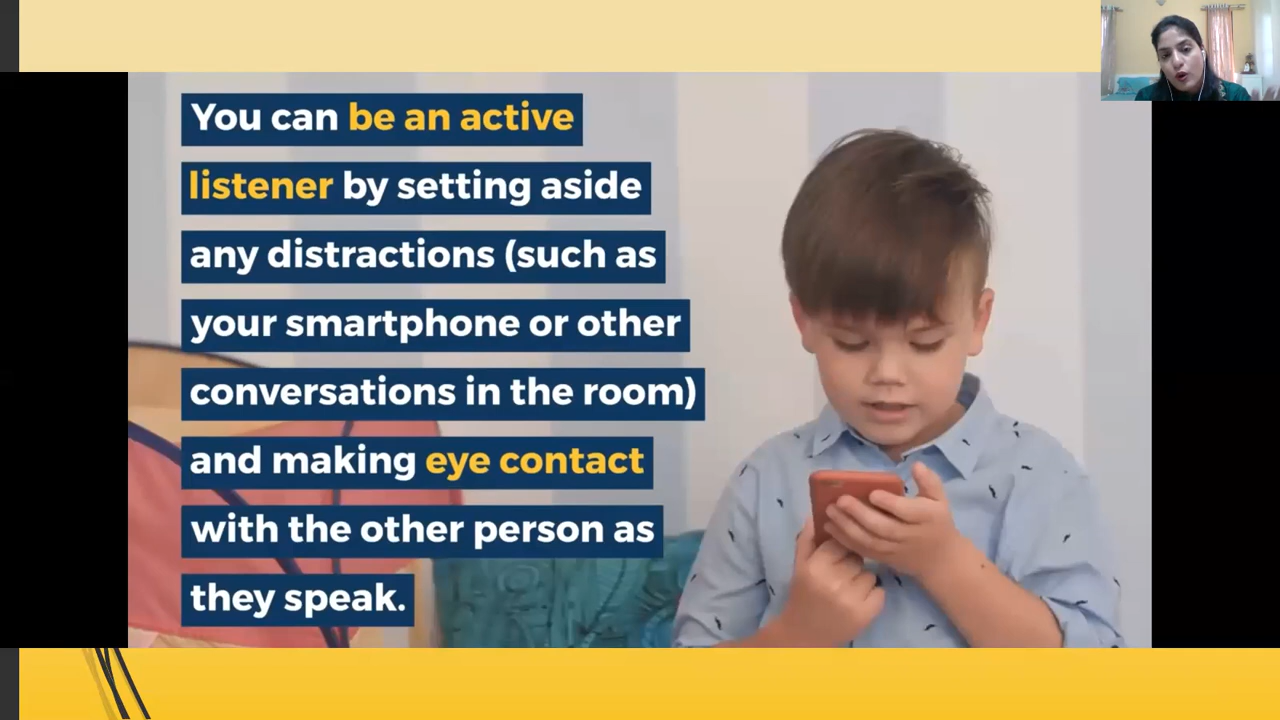 You can be an active
listener by setting aside
any distractions (such as
your smartphone or other
conversations in the room)
and making eye contact
with the other person as
they speak.